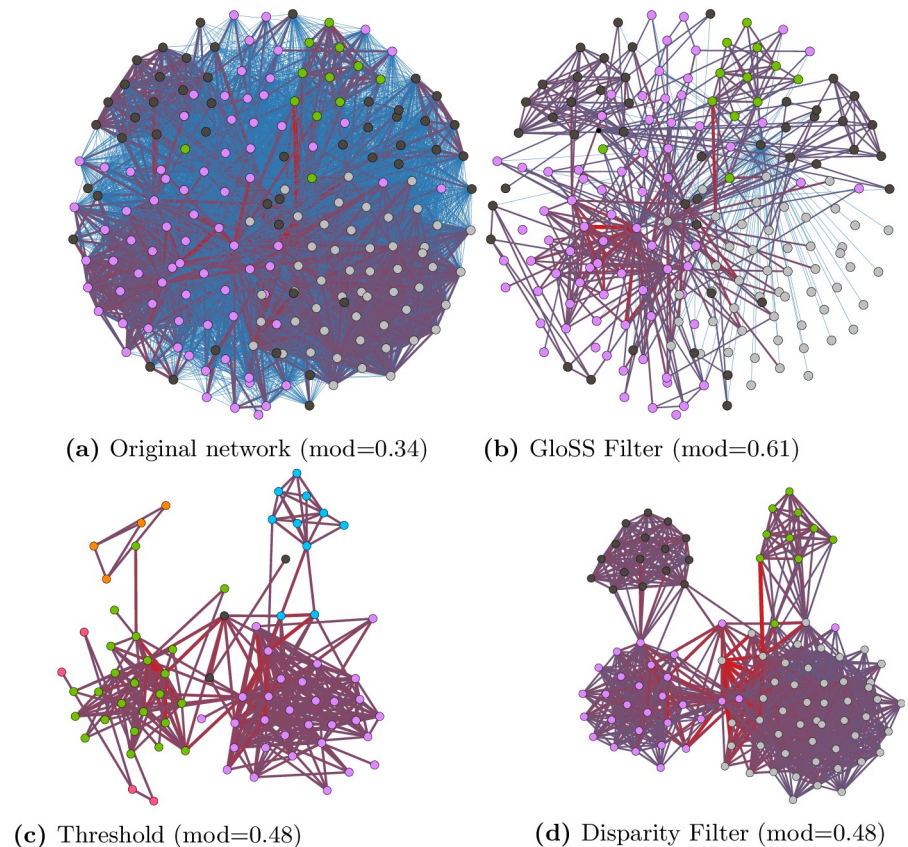 (a) Original network (mod=0.34)
(b) GloSS Filter (mod=0.61)
(c) Threshold (mod=0.48)
(d) Disparity Filter (mod=0.48)